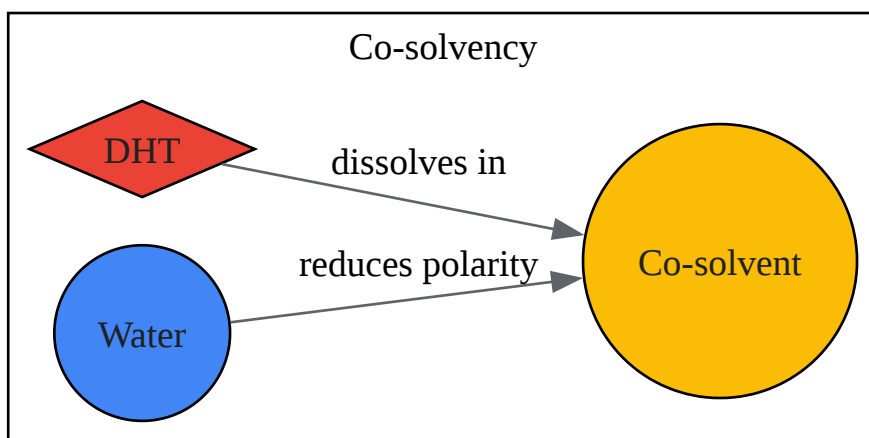 Co-solvency
DHT
dissolves in
reduces polarity
Co-solvent
Water